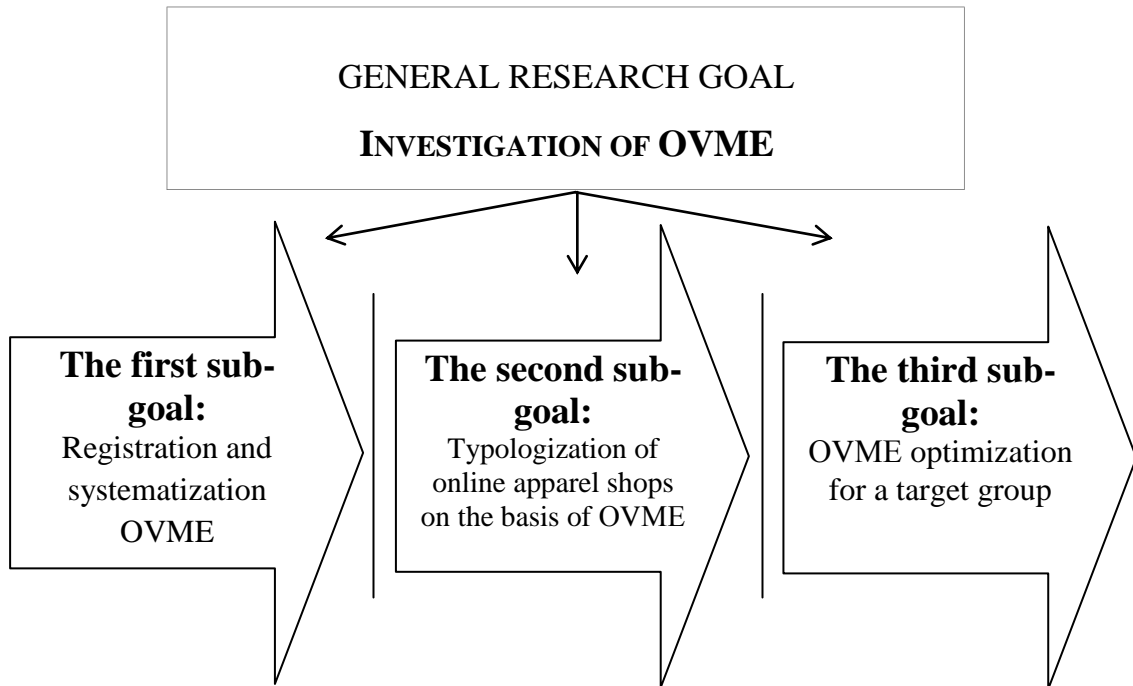 GENERAL RESEARCH GOAL
INVESTIGATION OF OVME
The first sub-
goal:
Registration and
systematization
OVME
The second sub-
goal:
Typologization of
online apparel shops
on the basis of OVME
The third sub-
goal:
OVME optimization
for a target group